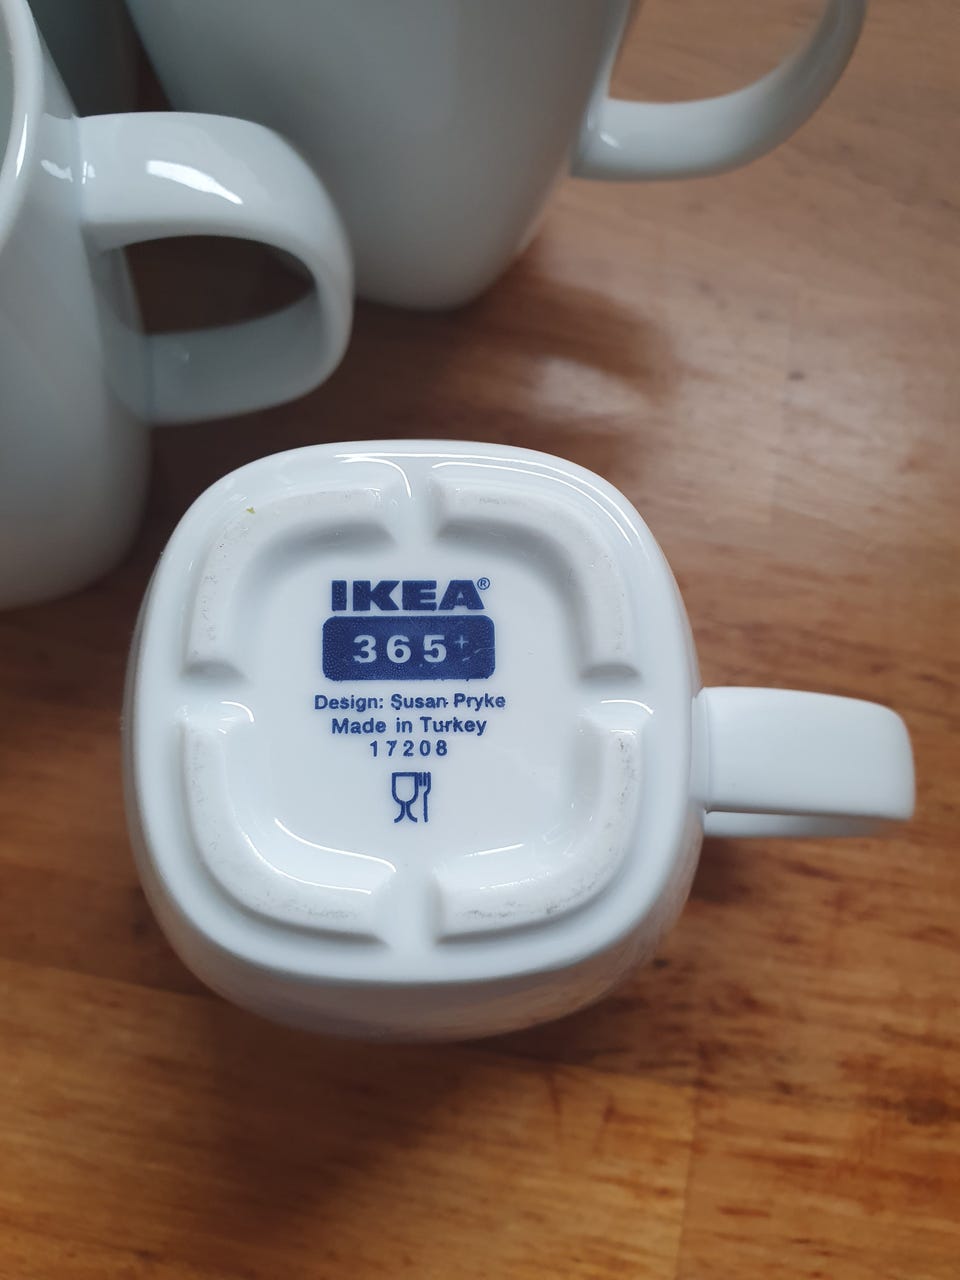 IKEA®
365+
Design: Susan Pryke
Made in Turkey
17208